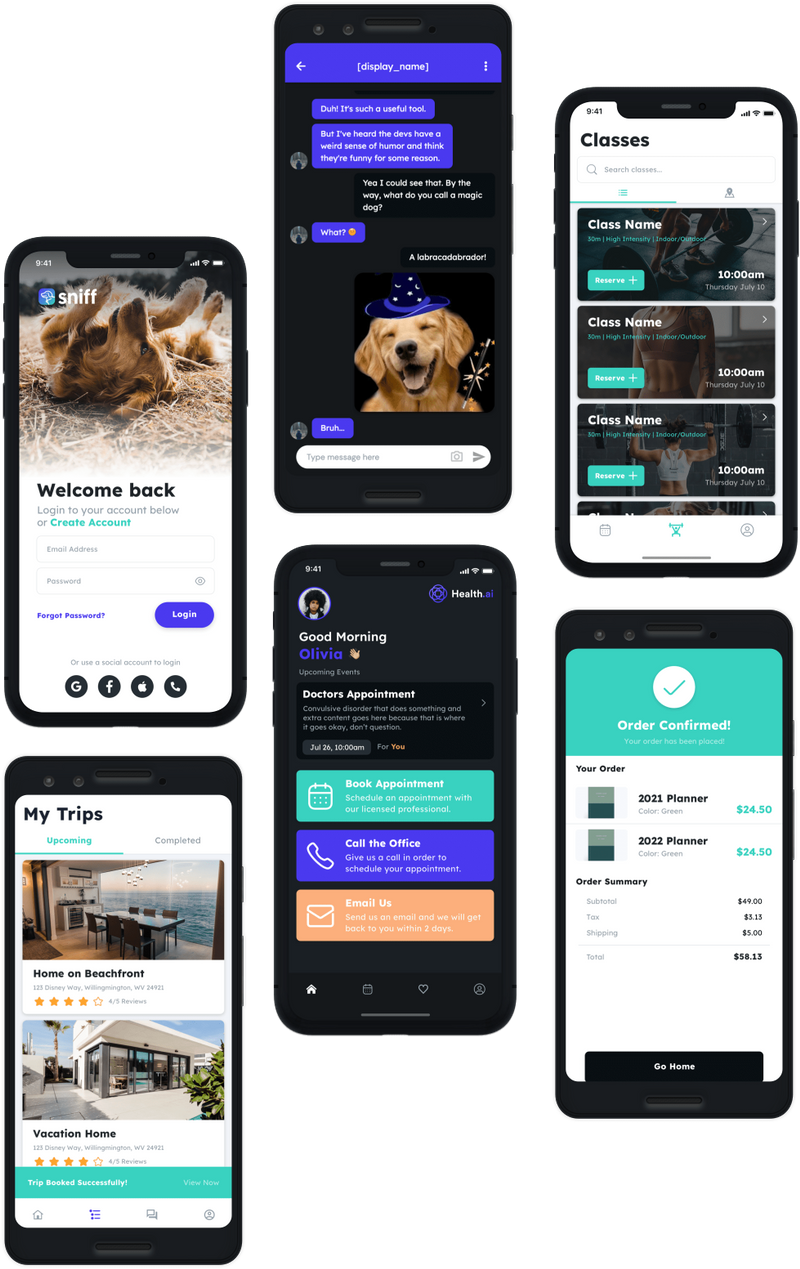 [display_name]
Duh! It's such a useful tool.
But I've heard the devs have a
weird sense of humor and think
they're funny for some reason.
Yea I could see that. By the
way, what do you call a magic
dog?
What? 🤨
A labracadabrador!
Bruh...
Type message here
9:41
Classes
Search classes...
Class Name
30m | High Intensity | Indoor/Outdoor
Reserve +
10:00am
Thursday July 10
Class Name
30m | High Intensity | Indoor/Outdoor
Reserve +
10:00am
Thursday July 10
Class Name
30m | High Intensity | Indoor/Outdoor
Reserve +
10:00am
Thursday July 10
9:41
sniff
Welcome back
Login to your account below
or Create Account
Email Address
Password
Forgot Password?
Login
Or use a social account to login
9:41
Health.ai
Good Morning
Olivia 👋🏼
Upcoming Events
Doctors Appointment
Convulsive disorder that does something and
extra content goes here because that is where
it goes okay, don't question.
Jul 26, 10:00am
For You
Book Appointment
Schedule an appointment with
our licensed professional.
Call the Office
Give us a call in order to
schedule your appointment.
Email Us
Send us an email and we will get
back to you within 2 days.
Order Confirmed!
Your order has been placed!
Your Order
2021 Planner
Color: Green
$24.50
2022 Planner
Color: Green
$24.50
Order Summary
Subtotal $49.00
Tax $3.13
Shipping $5.00
Total $58.13
Go Home
My Trips
Upcoming
Completed
Home on Beachfront
123 Disney Way, Willingmington, WV 24921
4/5 Reviews
Vacation Home
123 Disney Way, Willingmington, WV 24921
4/5 Reviews
Trip Booked Successfully!
View Now